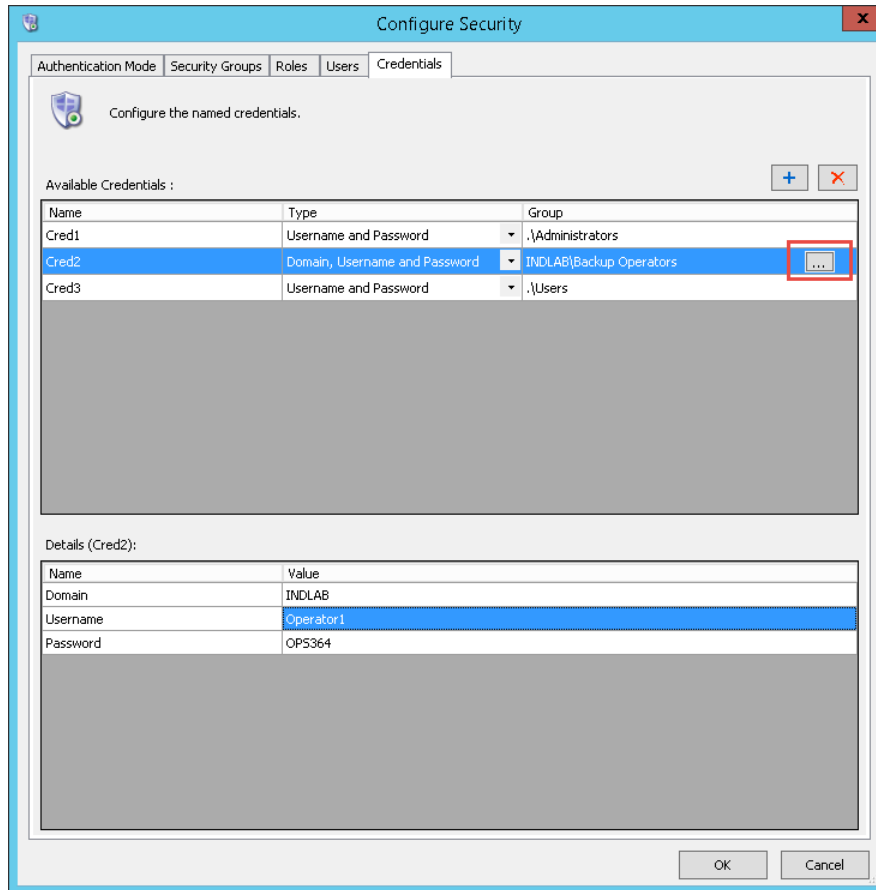 Configure Security
x
Authentication Mode Security Groups Roles Users Credentials
Configure the named credentials.
Available Credentials :
Name Type Group
Cred1 Username and Password .\Administrators
Cred2 Domain, Username and Password INDLAB\Backup Operators ...
Cred3 Username and Password .\Users
Details (Cred2):
Name Value
Domain INDLAB
Username Operator1
Password OPS364
OK Cancel